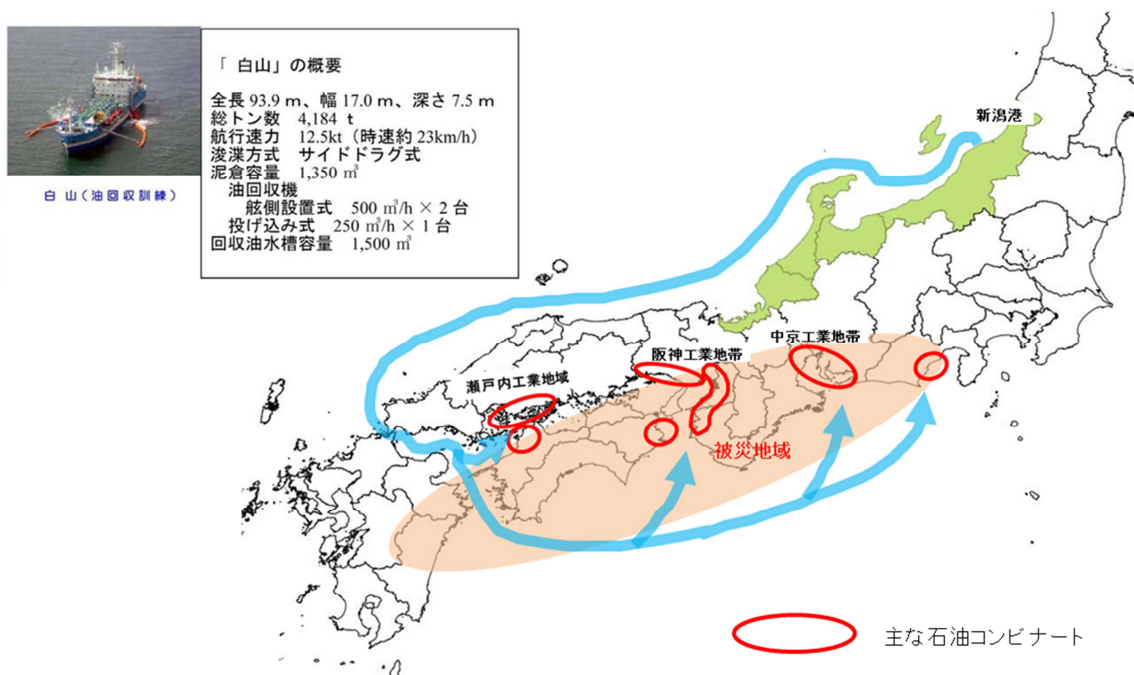 白 山(油回収訓練)
「 白山」の概要
全長 93.9 m、幅 17.0 m、深さ 7.5 m
総トン数 4,184 t
航行速力 12.5kt(時速約 23km/h)
浚渫方式 サイドドラグ式
泥倉容量 1,350 ㎥
油回収機
舷側設置式 500 ㎥/h × 2 台
投げ込み式 250 ㎥/h × 1 台
回収油水槽容量 1,500 ㎥
新潟港
中京工業地帯
阪神工業地帯
瀬戸内工業地域
被災地域
主な石油コンビナート